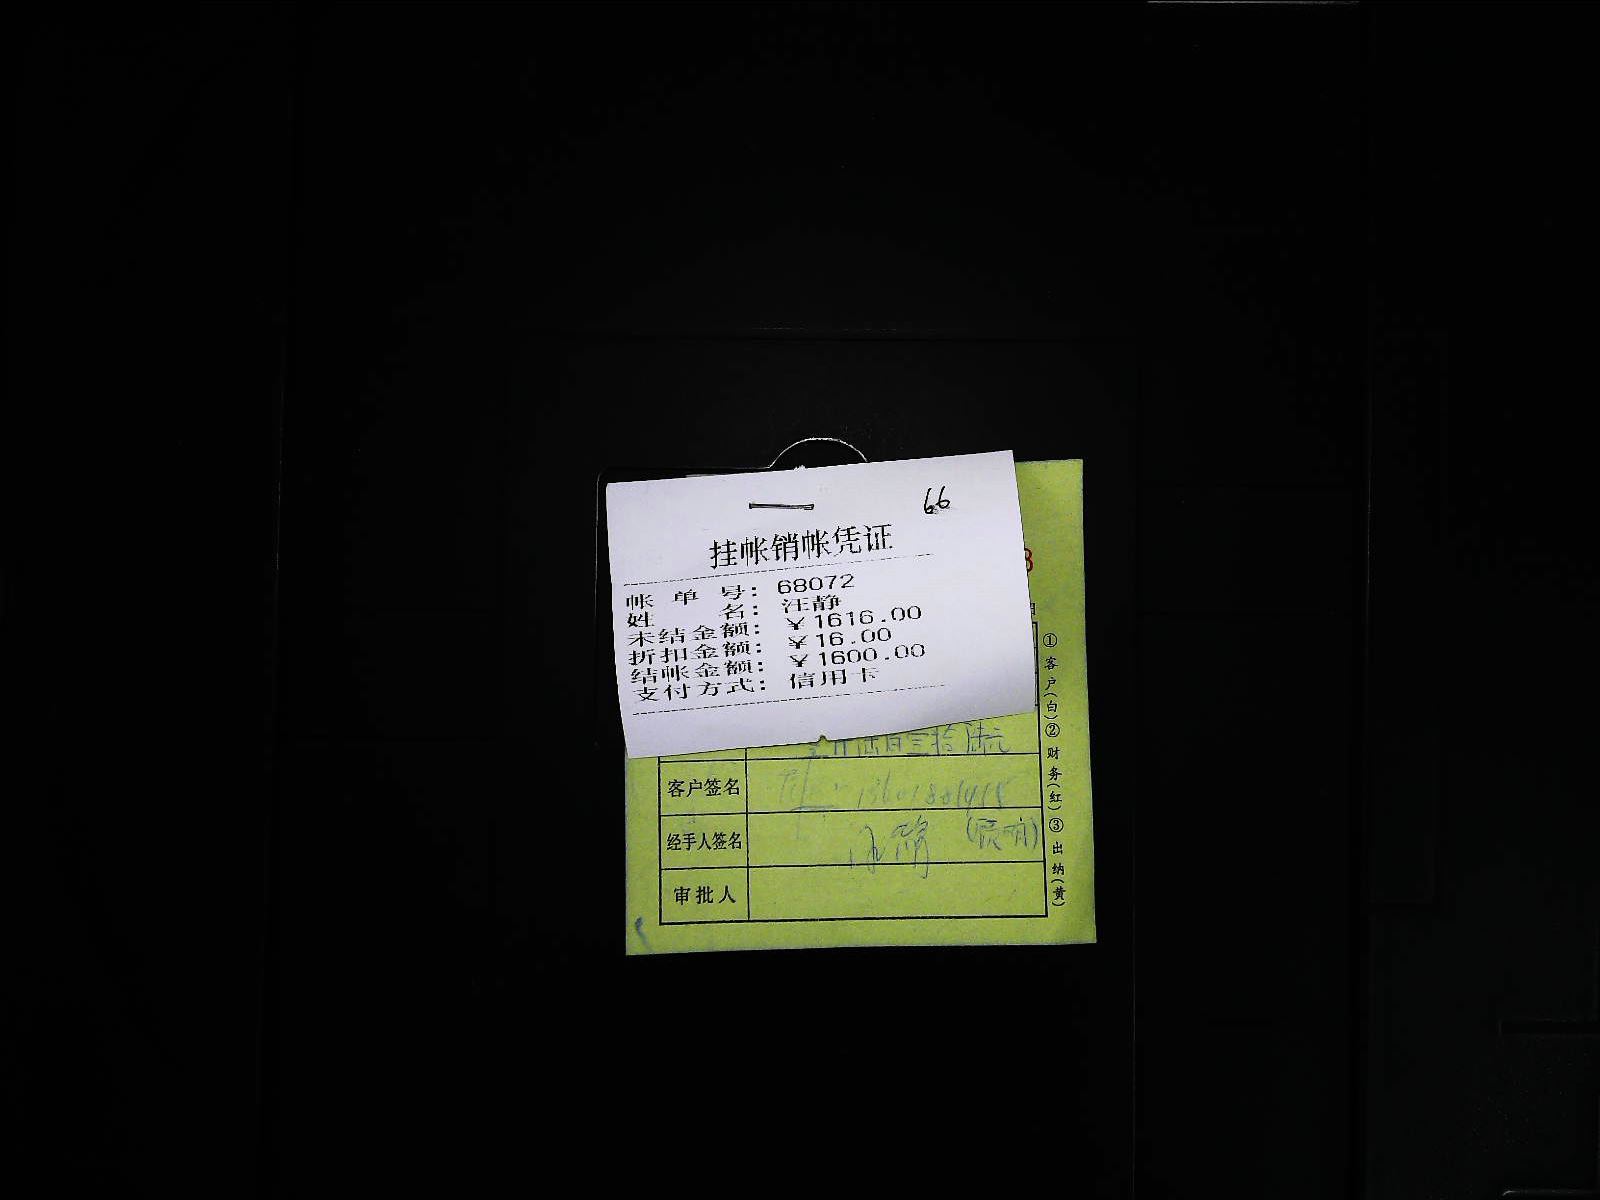 66
挂帐销帐凭证
帐单号：68072
姓名：汪静
未结金额：￥1616.00
折扣金额：￥16.00
结帐金额：￥1600.00
支付方式：信用卡
客户签名
经手人签名 汪静
审批人
①客户(白)②财务(红)③出纳(黄)